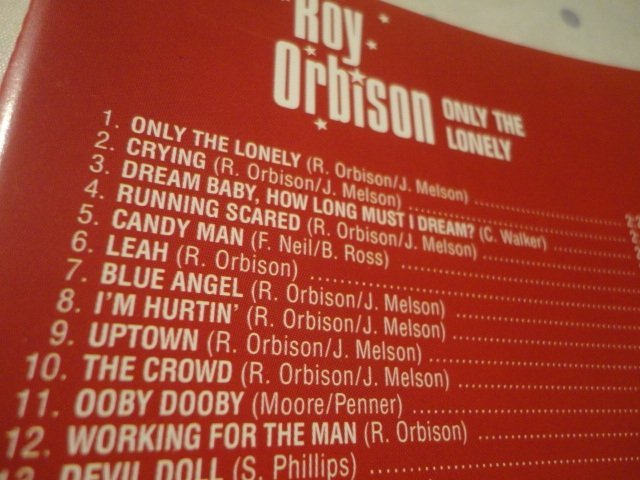 Roy
Orbison ONLY THE
LONELY
1. ONLY THE LONELY (R. Orbison/J. Melson)
2. CRYING (R. Orbison/J. Melson)
3. DREAM BABY, HOW LONG MUST I DREAM? (C. Walker)
4. RUNNING SCARED (R. Orbison/J. Melson)
5. CANDY MAN (F. Neil/B. Ross)
6. LEAH (R. Orbison)
7. BLUE ANGEL (R. Orbison/J. Melson)
8. I'M HURTIN' (R. Orbison/J. Melson)
9. UPTOWN (R. Orbison/J. Melson)
10. THE CROWD (R. Orbison/J. Melson)
11. OOBY DOOBY (Moore/Penner)
12. WORKING FOR THE MAN (R. Orbison)
13. DEVIL DOLL (S. Phillips)